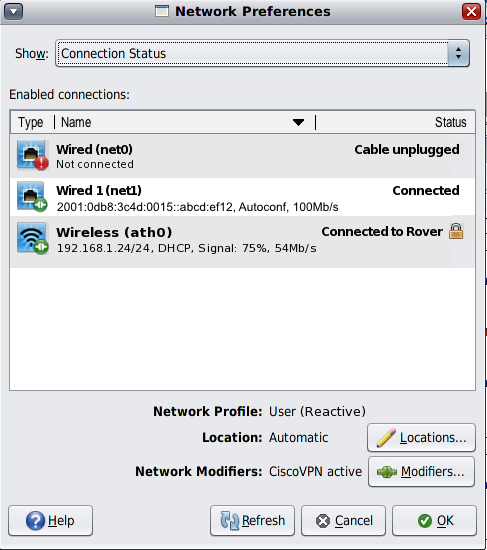 Network Preferences
Show: Connection Status
Enabled connections:
Type Name Status
Wired (net0) Cable unplugged
Not connected
Wired 1 (net1) Connected
2001:0db8:3c4d:0015::abcd:ef12, Autoconf, 100Mb/s
Wireless (ath0) Connected to Rover
192.168.1.24/24, DHCP, Signal: 75%, 54Mb/s
Network Profile: User (Reactive)
Location: Automatic Locations...
Network Modifiers: CiscoVPN active Modifiers...
Help Refresh Cancel OK